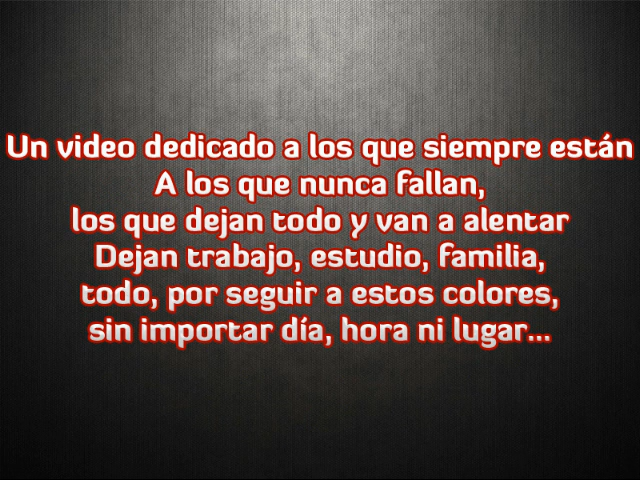 Un video dedicado a los que siempre están
A los que nunca fallan,
los que dejan todo y van a alentar
Dejan trabajo, estudio, familia,
todo, por seguir a estos colores,
sin importar día, hora ni lugar...